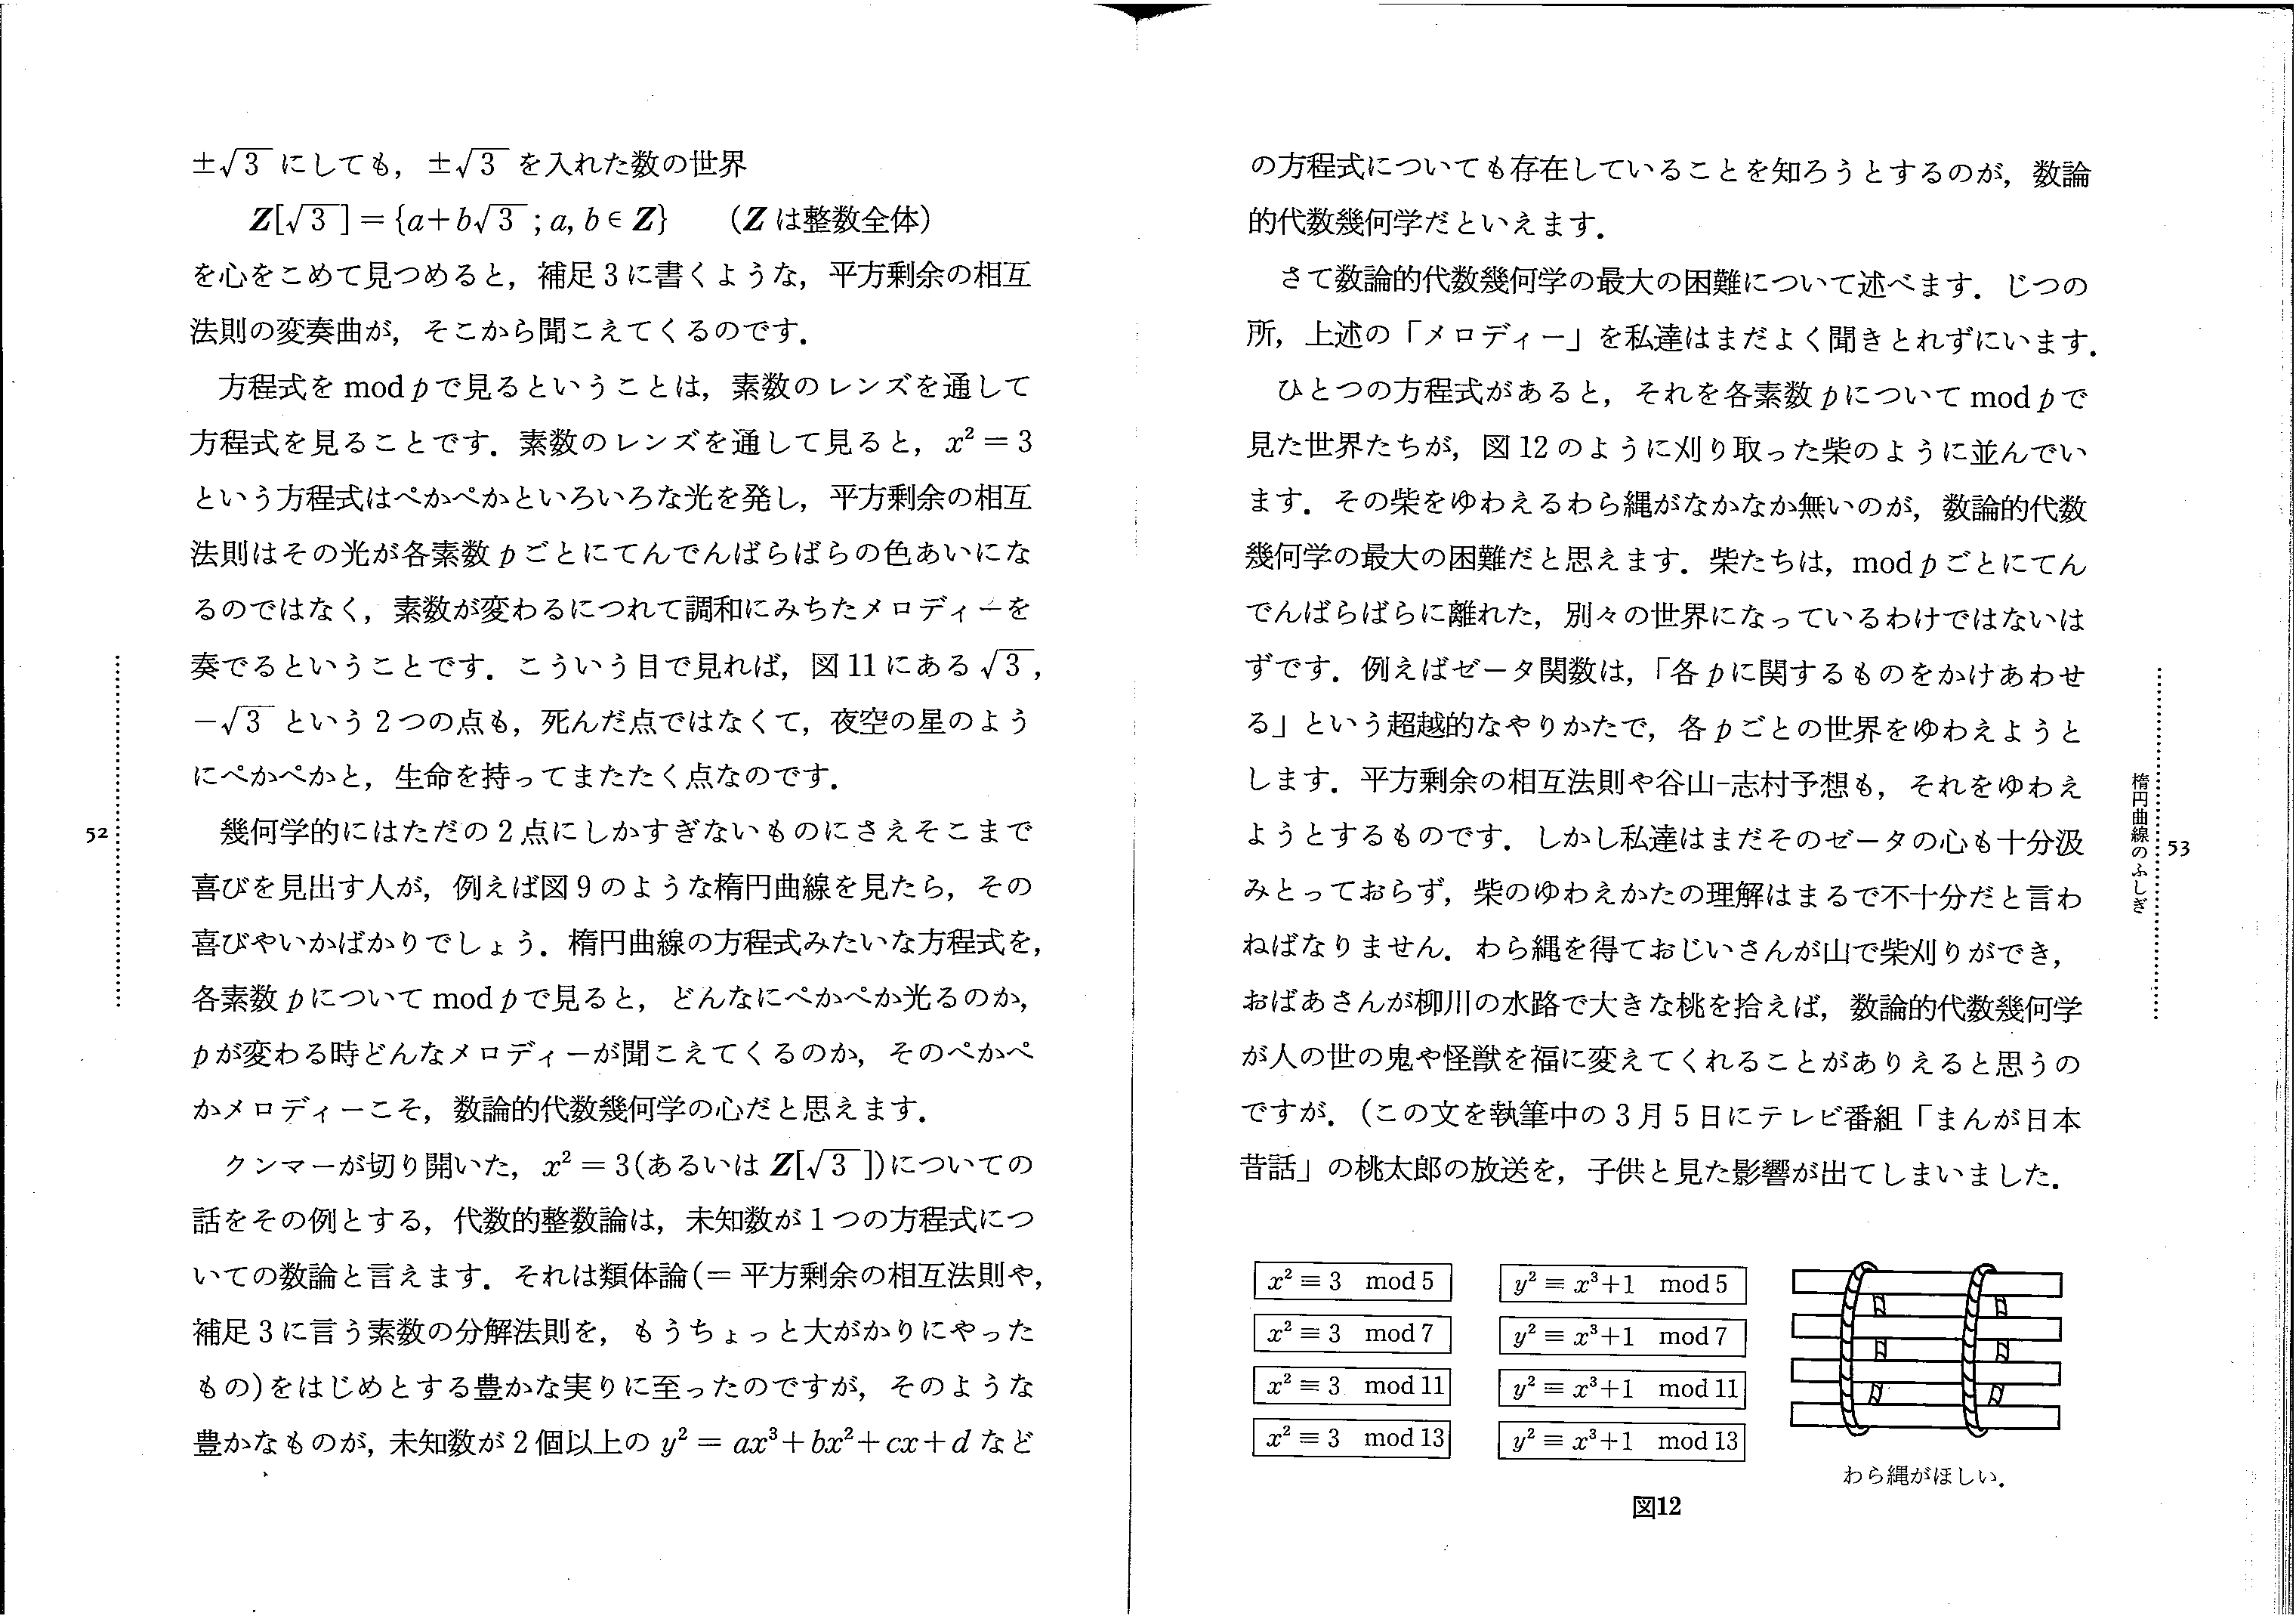 ±√3 にしても，±√3 を入れた数の世界
Z[√3] = {a+b√3 ; a, b ∈ Z}　（Z は整数全体）
を心をこめて見つめると，補足3に書くような，平方剰余の相互
法則の変奏曲が，そこから聞こえてくるのです．
方程式を mod p で見るということは，素数のレンズを通して
方程式を見ることです．素数のレンズを通して見ると，x² = 3
という方程式はぺかぺかといろいろな光を発し，平方剰余の相互
法則はその光が各素数 p ごとにてんでんばらばらの色あいにな
るのではなく，素数が変わるにつれて調和にみちたメロディーを
奏でるということです．こういう目で見れば，図11にある √3，
−√3 という2つの点も，死んだ点ではなくて，夜空の星のよう
にぺかぺかと，生命を持ってまたたく点なのです．
幾何学的にはただの2点にしかすぎないものにさえそこまで
喜びを見出す人が，例えば図9のような楕円曲線を見たら，その
喜びやいかばかりでしょう．楕円曲線の方程式みたいな方程式を，
各素数 p について mod p で見ると，どんなにぺかぺか光るのか，
p が変わる時どんなメロディーが聞こえてくるのか，そのぺかぺ
かメロディーこそ，数論的代数幾何学の心だと思えます．
クンマーが切り開いた，x² = 3(あるいは Z[√3])についての
話をその例とする，代数的整数論は，未知数が1つの方程式につ
いての数論と言えます．それは類体論(= 平方剰余の相互法則や，
補足3に言う素数の分解法則を，もうちょっと大がかりにやった
もの)をはじめとする豊かな実りに至ったのですが，そのような
豊かなものが，未知数が2個以上の y² = ax³+bx²+cx+d など
52
の方程式についても存在していることを知ろうとするのが，数論
的代数幾何学だといえます．
さて数論的代数幾何学の最大の困難について述べます．じつの
所，上述の「メロディー」を私達はまだよく聞きとれずにいます．
ひとつの方程式があると，それを各素数 p について mod p で
見た世界たちが，図12のように刈り取った柴のように並んでい
ます．その柴をゆわえるわら縄がなかなか無いのが，数論的代数
幾何学の最大の困難だと思えます．柴たちは，mod p ごとにてん
でんばらばらに離れた，別々の世界になっているわけではないは
ずです．例えばゼータ関数は，「各 p に関するものをかけあわせ
る」という超越的なやりかたで，各 p ごとの世界をゆわえようと
します．平方剰余の相互法則や谷山-志村予想も，それをゆわえ
ようとするものです．しかし私達はまだそのゼータの心も十分汲
みとっておらず，柴のゆわえかたの理解はまるで不十分だと言わ
ねばなりません．わら縄を得ておじいさんが山で柴刈りができ，
おばあさんが柳川の水路で大きな桃を拾えば，数論的代数幾何学
が人の世の鬼や怪獣を福に変えてくれることがありえると思うの
ですが．（この文を執筆中の3月5日にテレビ番組「まんが日本
昔話」の桃太郎の放送を，子供と見た影響が出てしまいました．
x² ≡ 3　mod 5
x² ≡ 3　mod 7
x² ≡ 3　mod 11
x² ≡ 3　mod 13
y² ≡ x³+1　mod 5
y² ≡ x³+1　mod 7
y² ≡ x³+1　mod 11
y² ≡ x³+1　mod 13
わら縄がほしい．
図12
楕円曲線のふしぎ
53